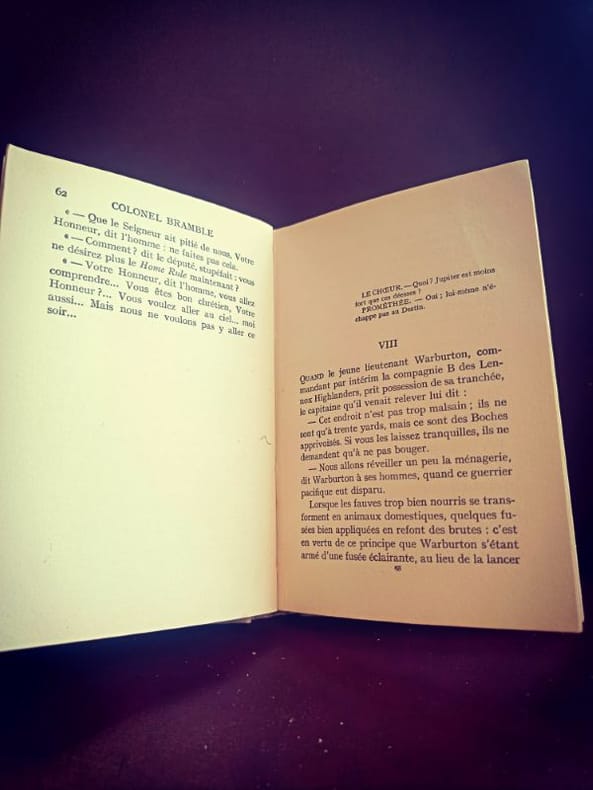 62
COLONEL BRAMBLE
« — Que le Seigneur ait pitié de nous, Votre
Honneur, dit l'homme : ne faites pas cela.
« — Comment ? dit le député, stupéfait : vous
ne désirez plus le Home Rule maintenant ?
« — Votre Honneur, dit l'homme, vous allez
comprendre... Vous êtes bon chrétien, Votre
Honneur ?... Vous voulez aller au ciel... moi
aussi... Mais nous ne voulons pas y aller ce
soir...
LE CHŒUR. — Quoi ? Jupiter est moins
fort que ces déesses ?
PROMÉTHÉE. — Oui ; lui-même n'é-
chappe pas au Destin.
VIII
QUAND le jeune lieutenant Warburton, com-
mandant par intérim la compagnie B des Len-
nox Highlanders, prit possession de sa tranchée,
le capitaine qu'il venait relever lui dit :
— Cet endroit n'est pas trop malsain ; ils ne
sont qu'à trente yards, mais ce sont des Boches
apprivoisés. Si vous les laissez tranquilles, ils ne
demandent qu'à ne pas bouger.
— Nous allons réveiller un peu la ménagerie,
dit Warburton à ses hommes, quand ce guerrier
pacifique eut disparu.
Lorsque les fauves trop bien nourris se trans-
forment en animaux domestiques, quelques fu-
sées bien appliquées en refont des brutes : c'est
en vertu de ce principe que Warburton s'étant
armé d'une fusée éclairante, au lieu de la lancer